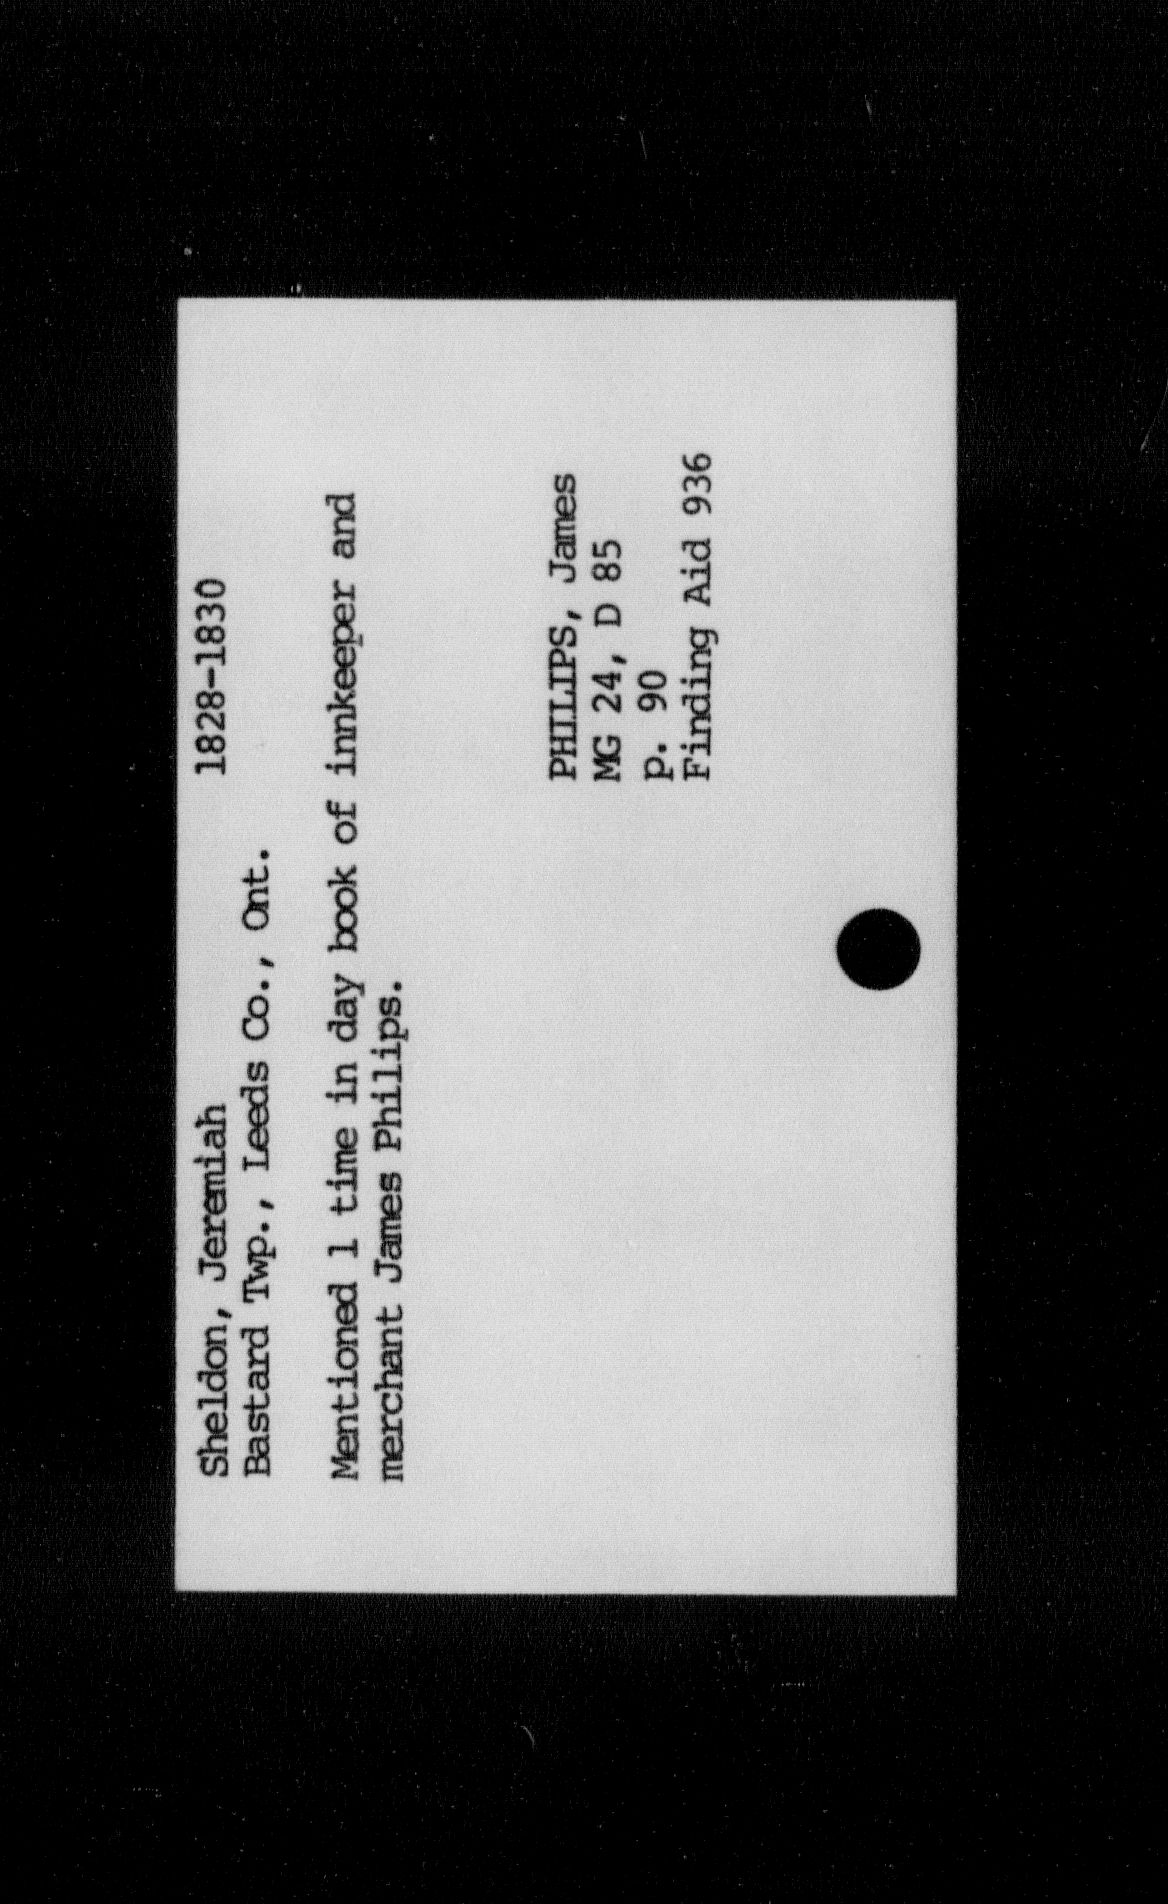 Sheldon, Jeremiah 1828-1830
Bastard Twp., Leeds Co., Ont.
Mentioned 1 time in day book of innkeeper and
merchant James Philips.
PHILIPS, James
MG 24, D 85
p. 90
Finding Aid 936